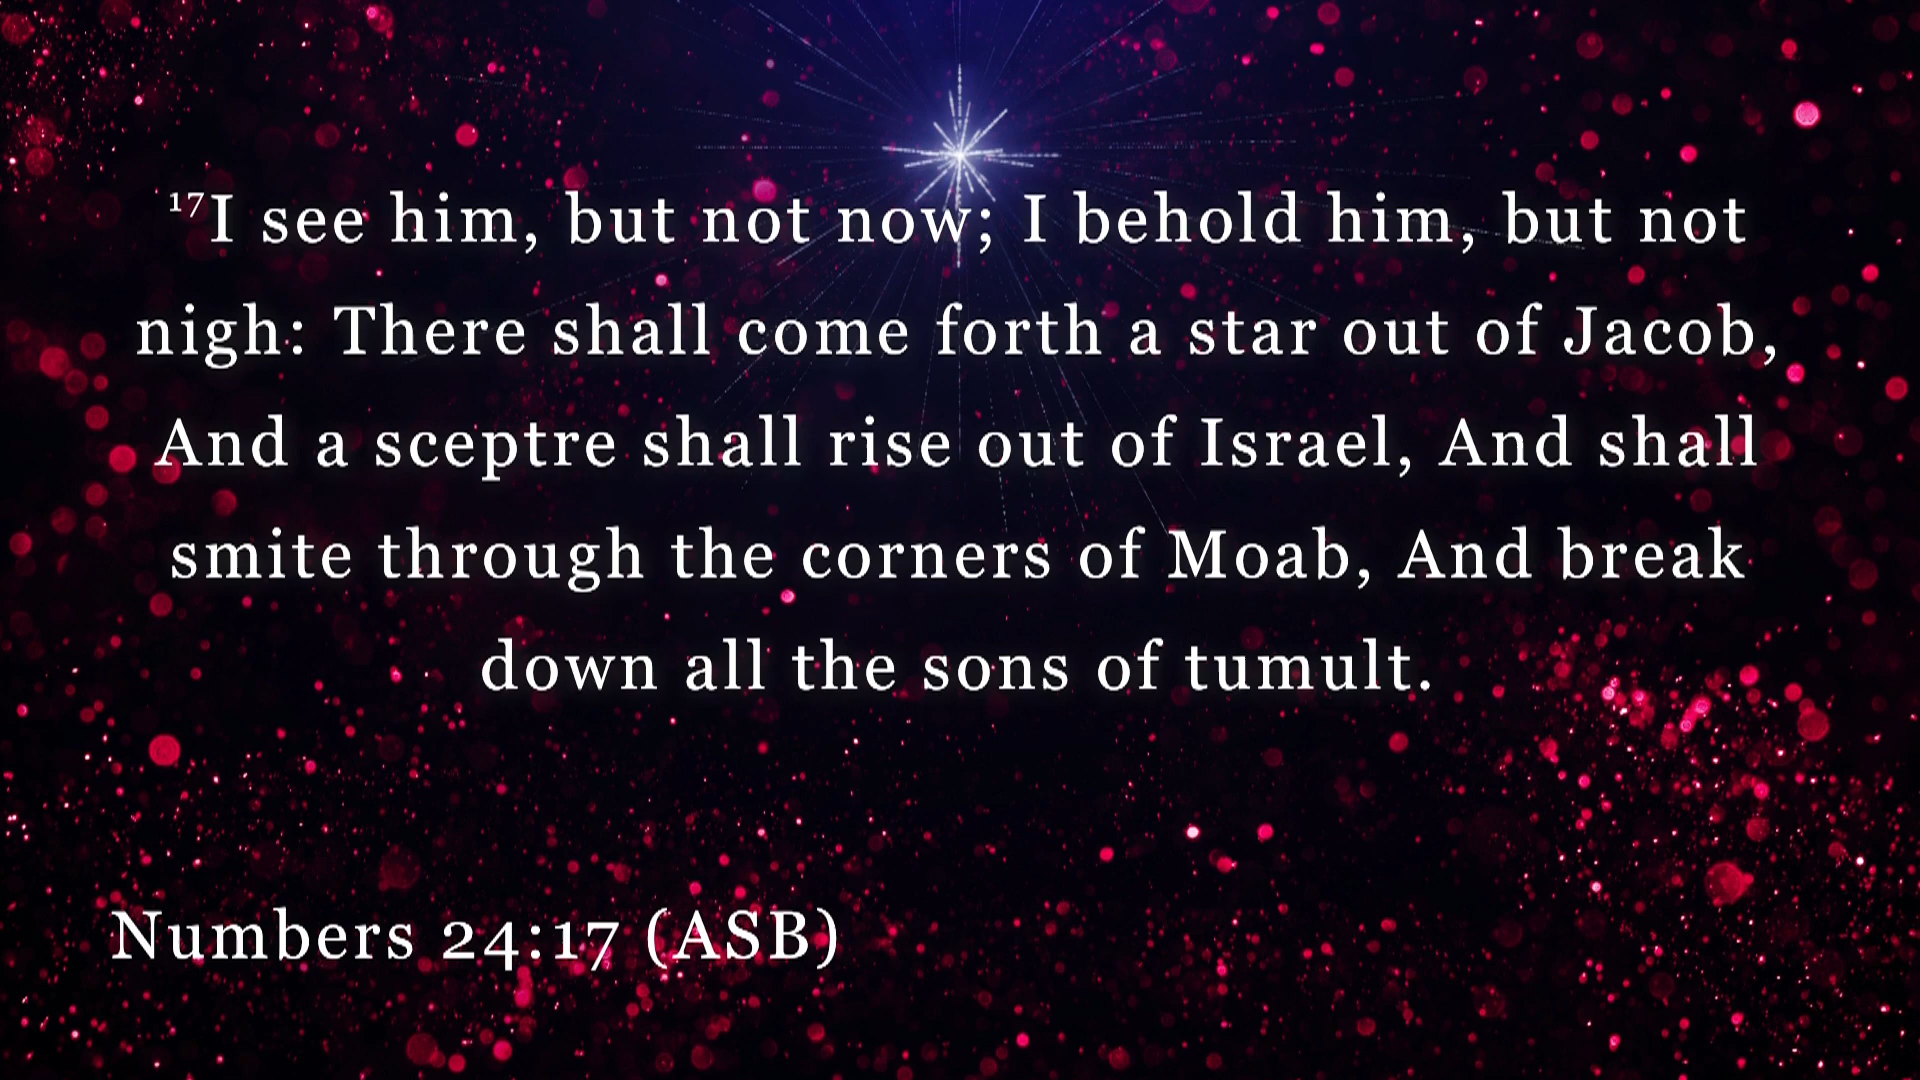 17I see him, but not now; I behold him, but not
nigh: There shall come forth a star out of Jacob,
And a sceptre shall rise out of Israel, And shall
smite through the corners of Moab, And break
down all the sons of tumult.
Numbers 24:17 (ASB)